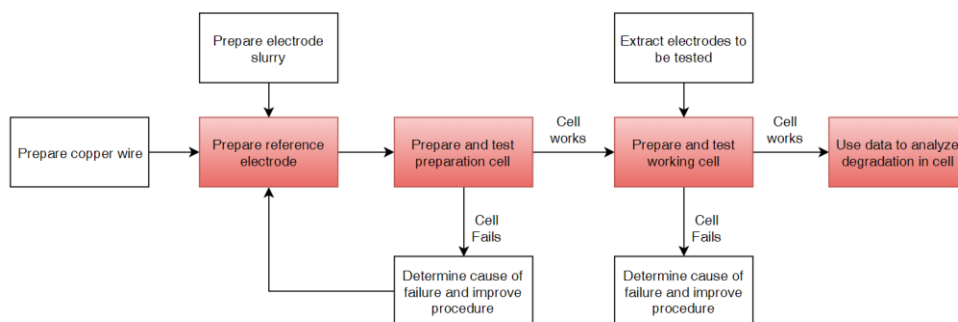 Prepare electrode
slurry
Extract electrodes to
be tested
Prepare copper wire
Prepare reference
electrode
Prepare and test
preparation cell
Cell
works
Prepare and test
working cell
Cell
works
Use data to analyze
degradation in cell
Cell
Fails
Cell
Fails
Determine cause of
failure and improve
procedure
Determine cause of
failure and improve
procedure